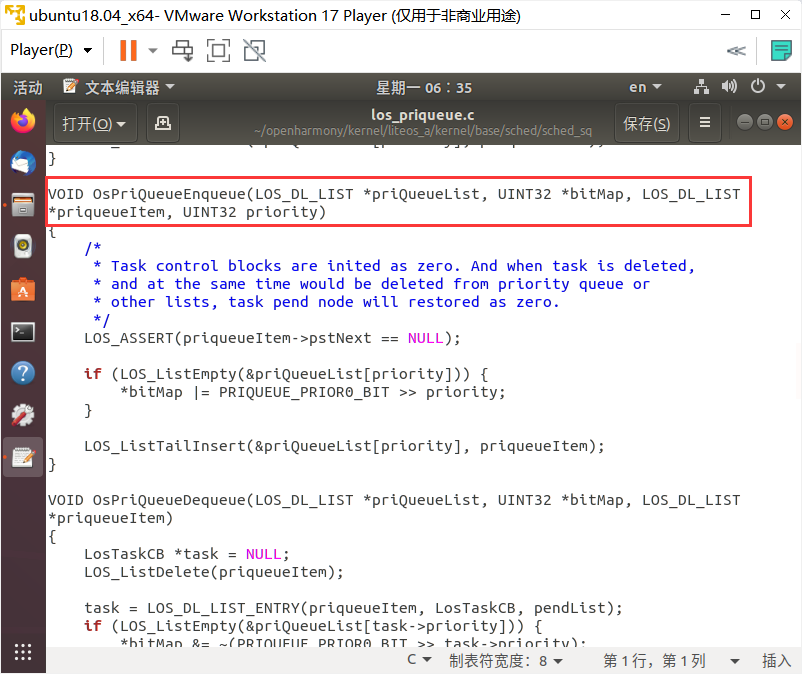 ubuntu18.04_x64- VMware Workstation 17 Player (仅用于非商业用途)
Player(P)
活动 文本编辑器 星期一 06：35 en
打开(O) los_priqueue.c 保存(S)
~/openharmony/kernel/liteos_a/kernel/base/sched/sched_sq
}
VOID OsPriQueueEnqueue(LOS_DL_LIST *priQueueList, UINT32 *bitMap, LOS_DL_LIST
*priqueueItem, UINT32 priority)
{
/*
* Task control blocks are inited as zero. And when task is deleted,
* and at the same time would be deleted from priority queue or
* other lists, task pend node will restored as zero.
*/
LOS_ASSERT(priqueueItem->pstNext == NULL);
if (LOS_ListEmpty(&priQueueList[priority])) {
*bitMap |= PRIQUEUE_PRIOR0_BIT >> priority;
}
LOS_ListTailInsert(&priQueueList[priority], priqueueItem);
}
VOID OsPriQueueDequeue(LOS_DL_LIST *priQueueList, UINT32 *bitMap, LOS_DL_LIST
*priqueueItem)
{
LosTaskCB *task = NULL;
LOS_ListDelete(priqueueItem);
task = LOS_DL_LIST_ENTRY(priqueueItem, LosTaskCB, pendList);
if (LOS_ListEmpty(&priQueueList[task->priority])) {
*bitMap &= ~(PRIQUEUE_PRIOR0_BIT >> task->priority);
C 制表符宽度：8 第 1 行，第 1 列 插入